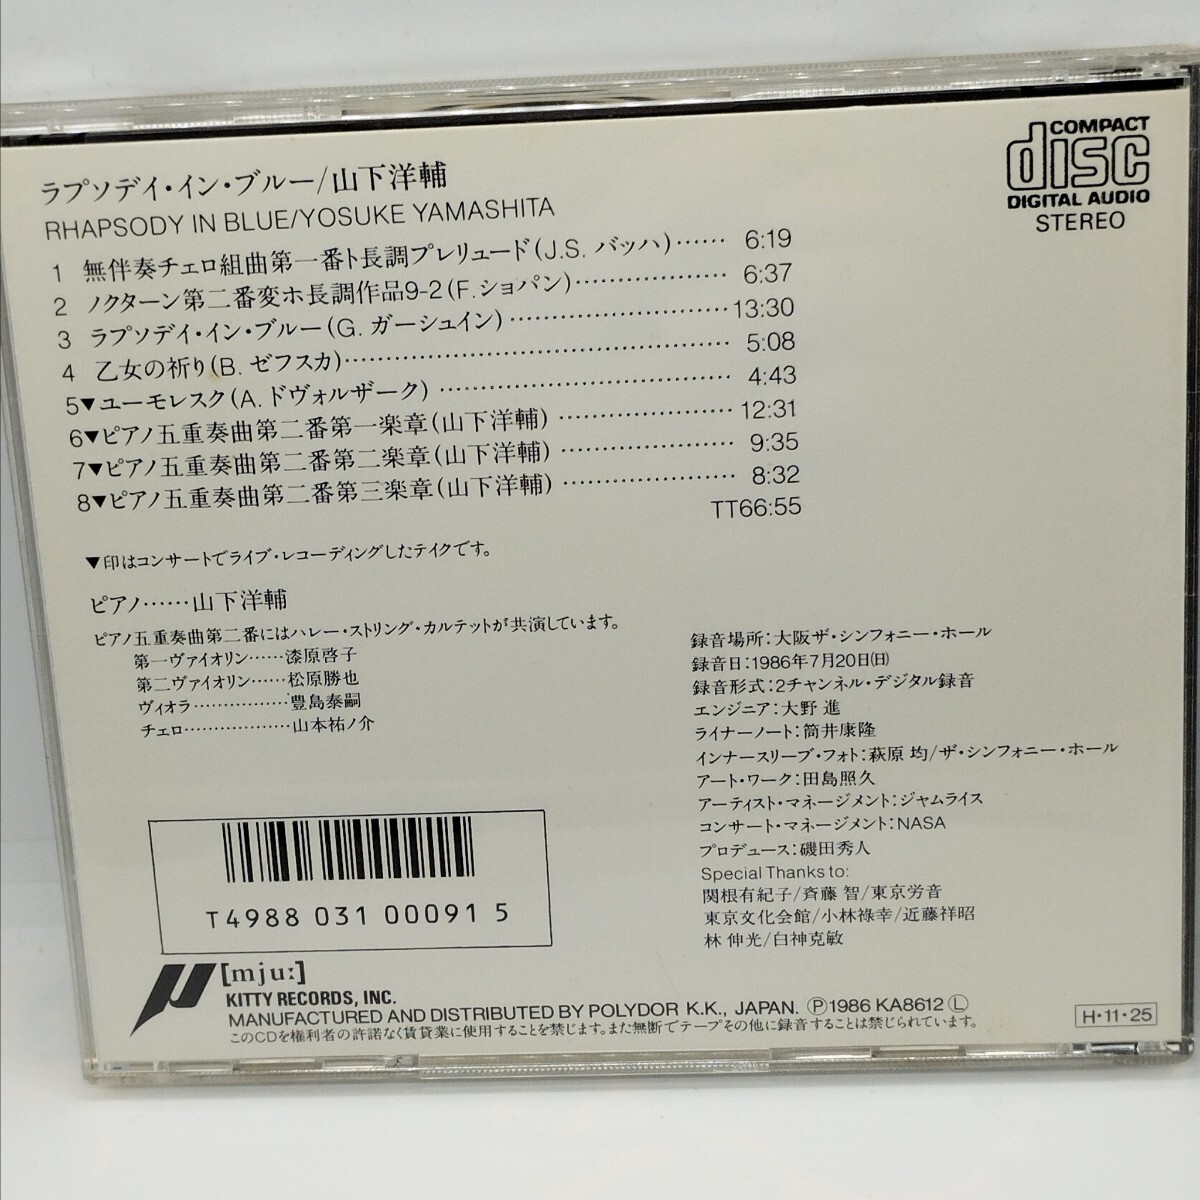 ラプソデイ・イン・ブルー/山下洋輔
RHAPSODY IN BLUE/YOSUKE YAMASHITA
COMPACT
disc
DIGITAL AUDIO
STEREO
1 無伴奏チェロ組曲第一番ト長調プレリュード(J.S. バッハ)…… 6:19
2 ノクターン第二番変ホ長調作品9-2(F.ショパン)…………… 6:37
3 ラプソデイ・イン・ブルー(G. ガーシュイン)…………………… 13:30
4 乙女の祈り(B. ゼフスカ)…………………………………… 5:08
5▼ユーモレスク(A. ドヴォルザーク) ………………………… 4:43
6▼ピアノ五重奏曲第二番第一楽章(山下洋輔) ……………… 12:31
7▼ピアノ五重奏曲第二番第二楽章(山下洋輔) ……………… 9:35
8▼ピアノ五重奏曲第二番第三楽章(山下洋輔) ……………… 8:32
TT66:55
▼印はコンサートでライブ・レコーディングしたテイクです。
ピアノ……山下洋輔
ピアノ五重奏曲第二番にはハレー・ストリング・カルテットが共演しています。
第一ヴァイオリン……漆原啓子
第二ヴァイオリン……松原勝也
ヴィオラ……………豊島泰嗣
チェロ………………山本祐ノ介
録音場所:大阪ザ・シンフォニー・ホール
録音日:1986年7月20日(日)
録音形式:2チャンネル・デジタル録音
エンジニア:大野 進
ライナーノート:筒井康隆
インナースリーブ・フォト:萩原 均/ザ・シンフォニー・ホール
アート・ワーク:田島照久
アーティスト・マネージメント:ジャムライス
コンサート・マネージメント:NASA
プロデュース:磯田秀人
Special Thanks to:
関根有紀子/斉藤 智/東京労音
東京文化会館/小林祿幸/近藤祥昭
林 伸光/白神克敏
T4988 031 00091 5
μ [mju:]
KITTY RECORDS, INC.
MANUFACTURED AND DISTRIBUTED BY POLYDOR K.K., JAPAN. Ⓟ1986 KA8612 Ⓛ
このCDを権利者の許諾なく賃貸業に使用することを禁じます。また無断でテープその他に録音することは禁じられています。
H・11・25